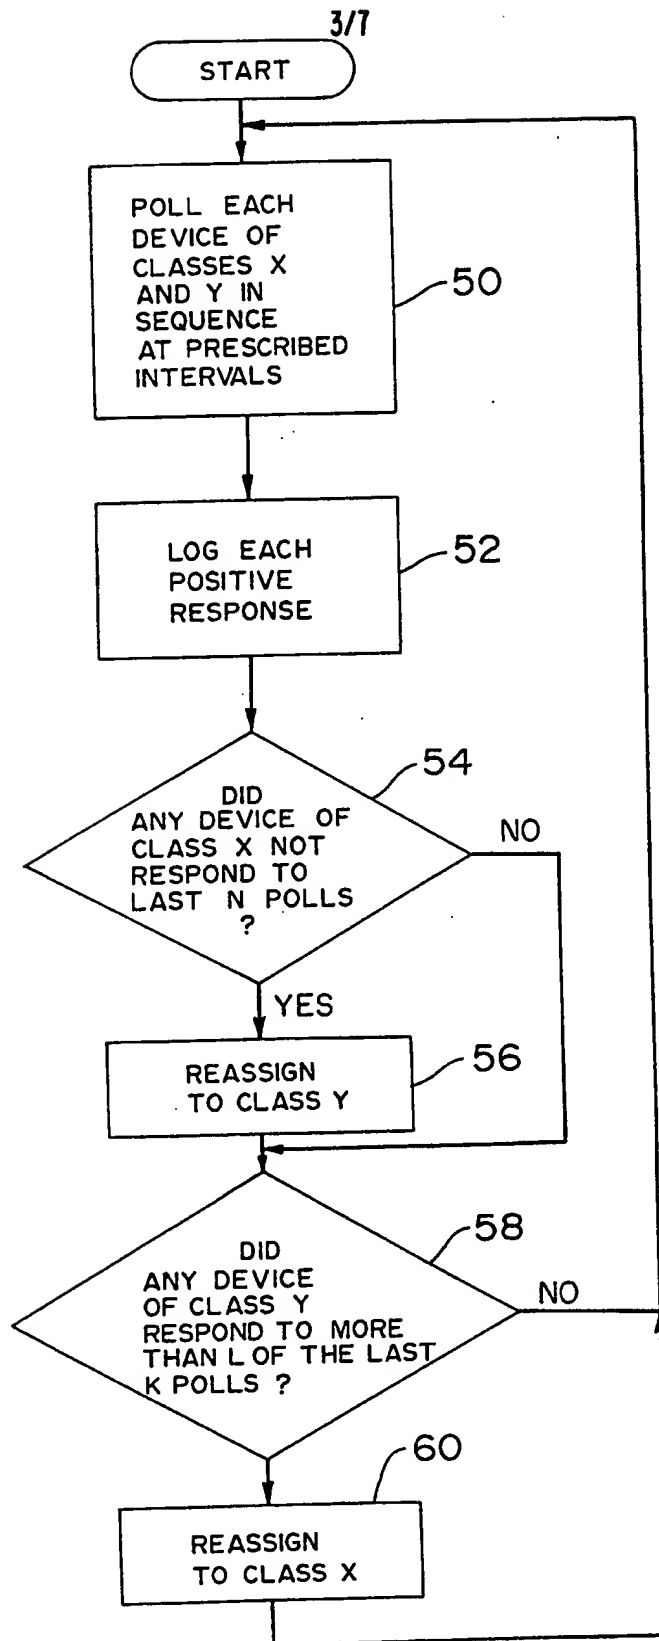 3/7
START
POLL EACH
DEVICE OF
CLASSES X
AND Y IN
SEQUENCE
AT PRESCRIBED
INTERVALS
50
LOG EACH
POSITIVE
RESPONSE
52
DID
ANY DEVICE OF
CLASS X NOT
RESPOND TO
LAST N POLLS
?
54
NO
YES
REASSIGN
TO CLASS Y
56
DID
ANY DEVICE
OF CLASS Y
RESPOND TO MORE
THAN L OF THE LAST
K POLLS ?
58
NO
60
REASSIGN
TO CLASS X